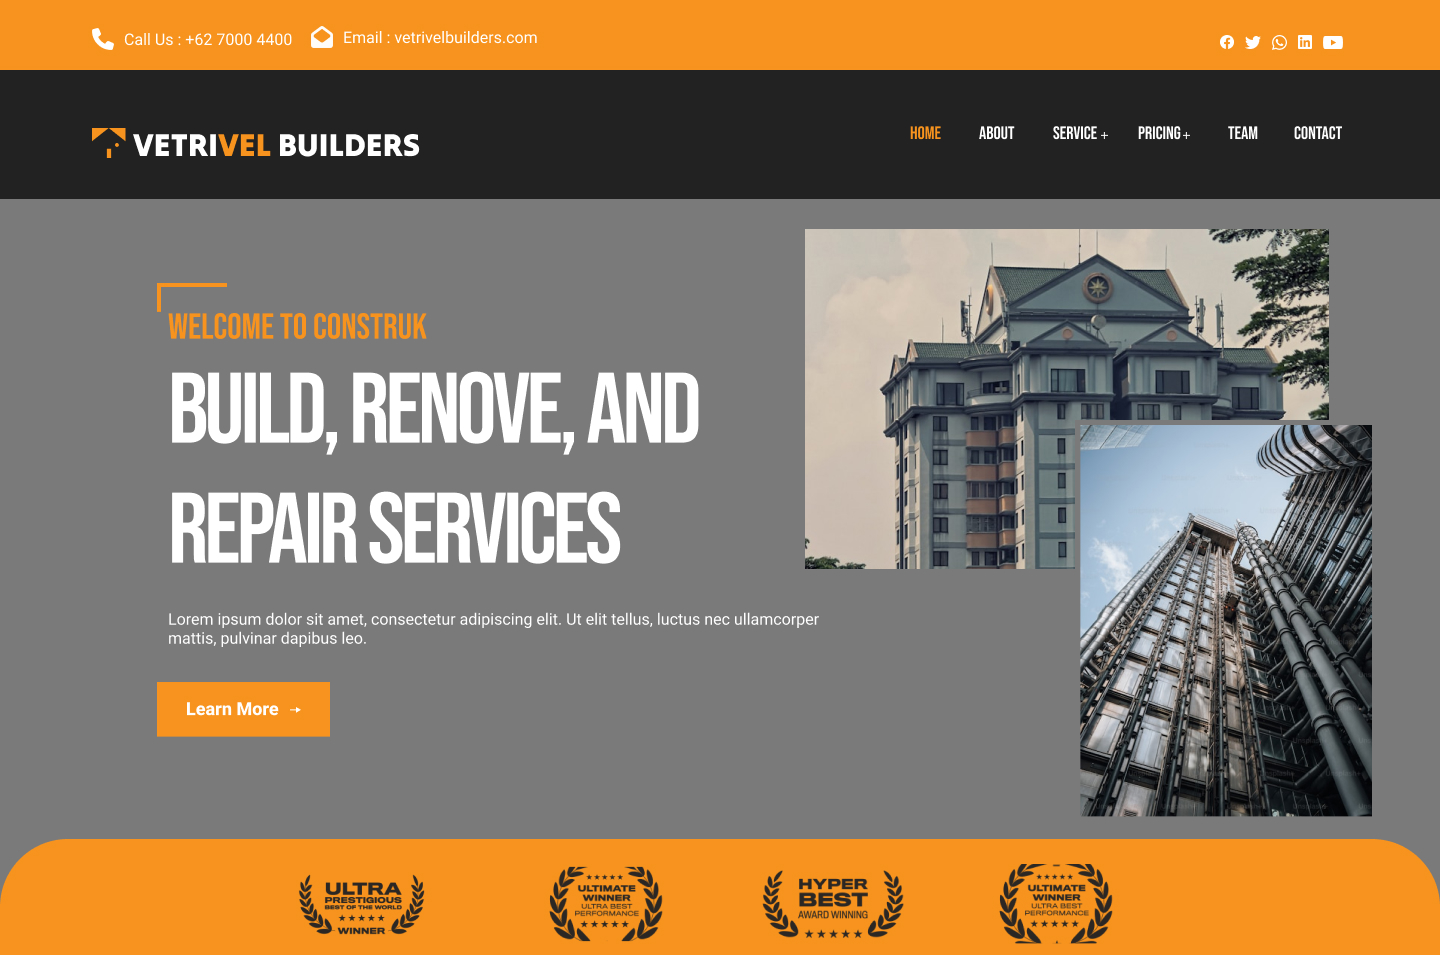 Call Us : +62 7000 4400
Email : vetrivelbuilders.com
VETRIVEL BUILDERS
HOME
ABOUT
SERVICE +
PRICING +
TEAM
CONTACT
WELCOME TO CONSTRUK
BUILD, RENOVE, AND
REPAIR SERVICES
Lorem ipsum dolor sit amet, consectetur adipiscing elit. Ut elit tellus, luctus nec ullamcorper
mattis, pulvinar dapibus leo.
Learn More
ULTRA
PRESTIGIOUS
BEST OF THE WORLD
WINNER
ULTIMATE
WINNER
ULTRA BEST
PERFORMANCE
HYPER
BEST
AWARD WINNING
ULTIMATE
WINNER
ULTRA BEST
PERFORMANCE